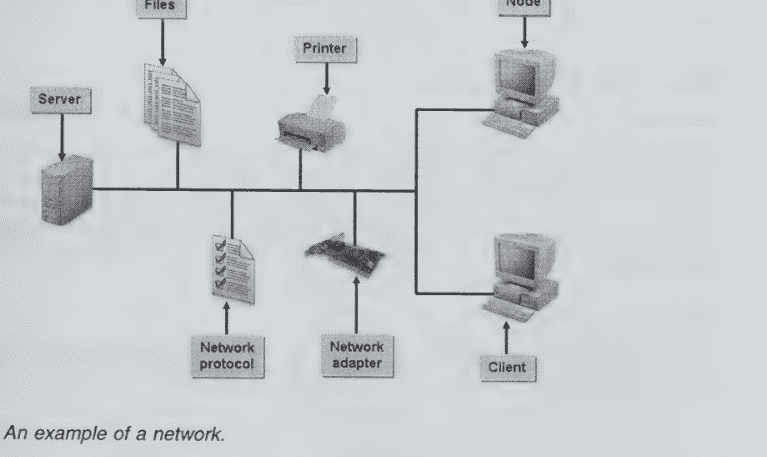 Files
Node
Printer
Server
Network
protocol
Network
adapter
Client
An example of a network.